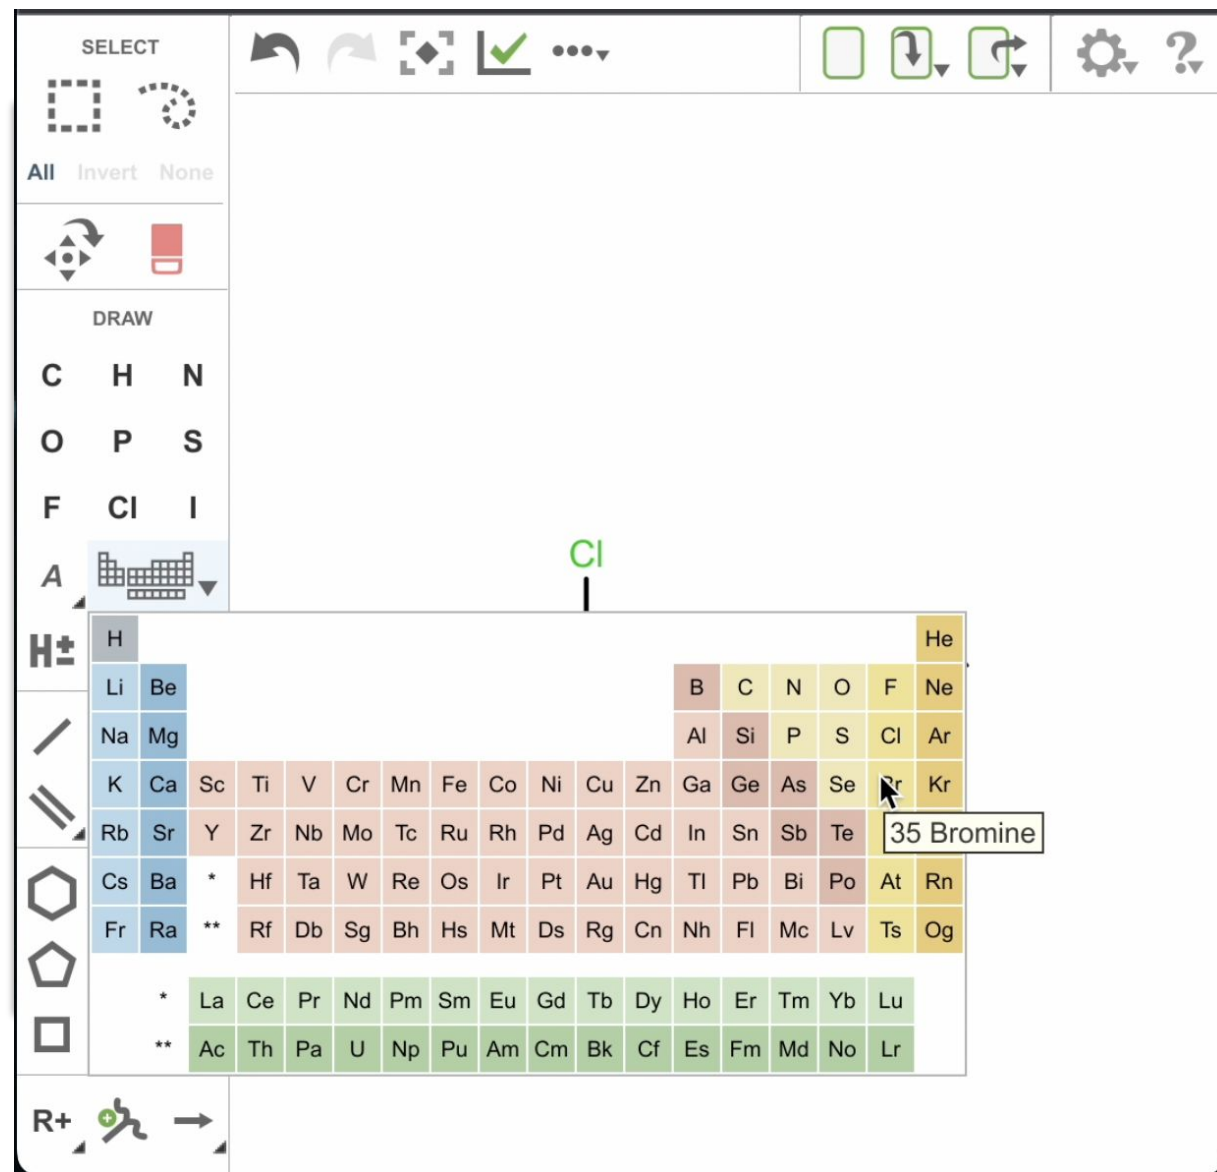 SELECT
All Invert None
DRAW
C H N
O P S
F Cl I
A
Cl
H±
H He
Li Be B C N O F Ne
Na Mg Al Si P S Cl Ar
K Ca Sc Ti V Cr Mn Fe Co Ni Cu Zn Ga Ge As Se Br Kr
Rb Sr Y Zr Nb Mo Tc Ru Rh Pd Ag Cd In Sn Sb Te
35 Bromine
Cs Ba * Hf Ta W Re Os Ir Pt Au Hg Tl Pb Bi Po At Rn
Fr Ra ** Rf Db Sg Bh Hs Mt Ds Rg Cn Nh Fl Mc Lv Ts Og
* La Ce Pr Nd Pm Sm Eu Gd Tb Dy Ho Er Tm Yb Lu
** Ac Th Pa U Np Pu Am Cm Bk Cf Es Fm Md No Lr
R+